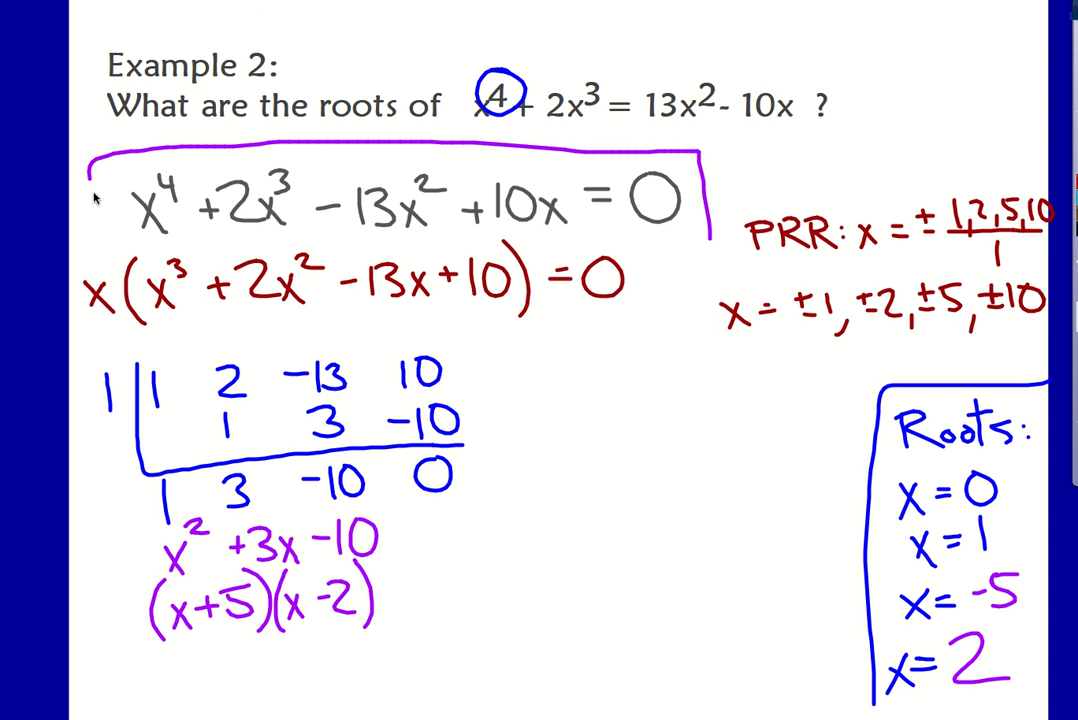 Example 2:
What are the roots of x⁴ + 2x³ = 13x² - 10x ?
x⁴ + 2x³ - 13x² + 10x = 0
x(x³ + 2x² - 13x + 10) = 0
PRR: x = ± 1,2,5,10 / 1
x = ±1, ±2, ±5, ±10
1 | 1 2 -13 10
1 3 -10
1 3 -10 0
x² + 3x - 10
(x+5)(x-2)
Roots:
x = 0
x = 1
x = -5
x = 2